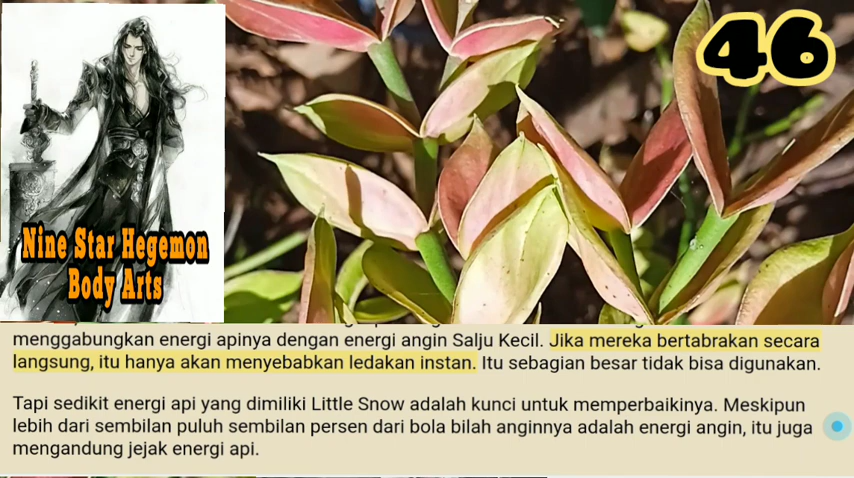 46
Nine Star Hegemon
Body Arts
menggabungkan energi apinya dengan energi angin Salju Kecil. Jika mereka bertabrakan secara
langsung, itu hanya akan menyebabkan ledakan instan. Itu sebagian besar tidak bisa digunakan.
Tapi sedikit energi api yang dimiliki Little Snow adalah kunci untuk memperbaikinya. Meskipun
lebih dari sembilan puluh sembilan persen dari bola bilah anginnya adalah energi angin, itu juga
mengandung jejak energi api.